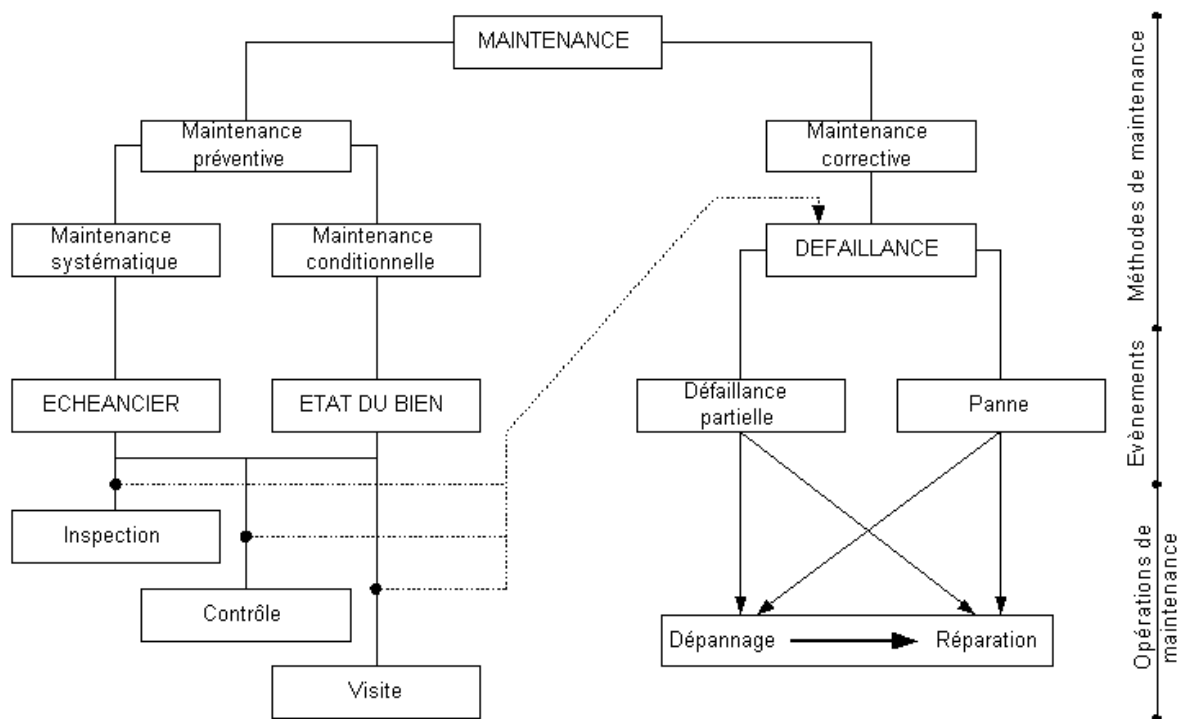 MAINTENANCE
Maintenance
préventive
Maintenance
corrective
Maintenance
systématique
Maintenance
conditionnelle
DEFAILLANCE
ECHEANCIER
ETAT DU BIEN
Défaillance
partielle
Panne
Inspection
Contrôle
Visite
Dépannage
Réparation
Méthodes de maintenance
Evènements
Opérations de
maintenance